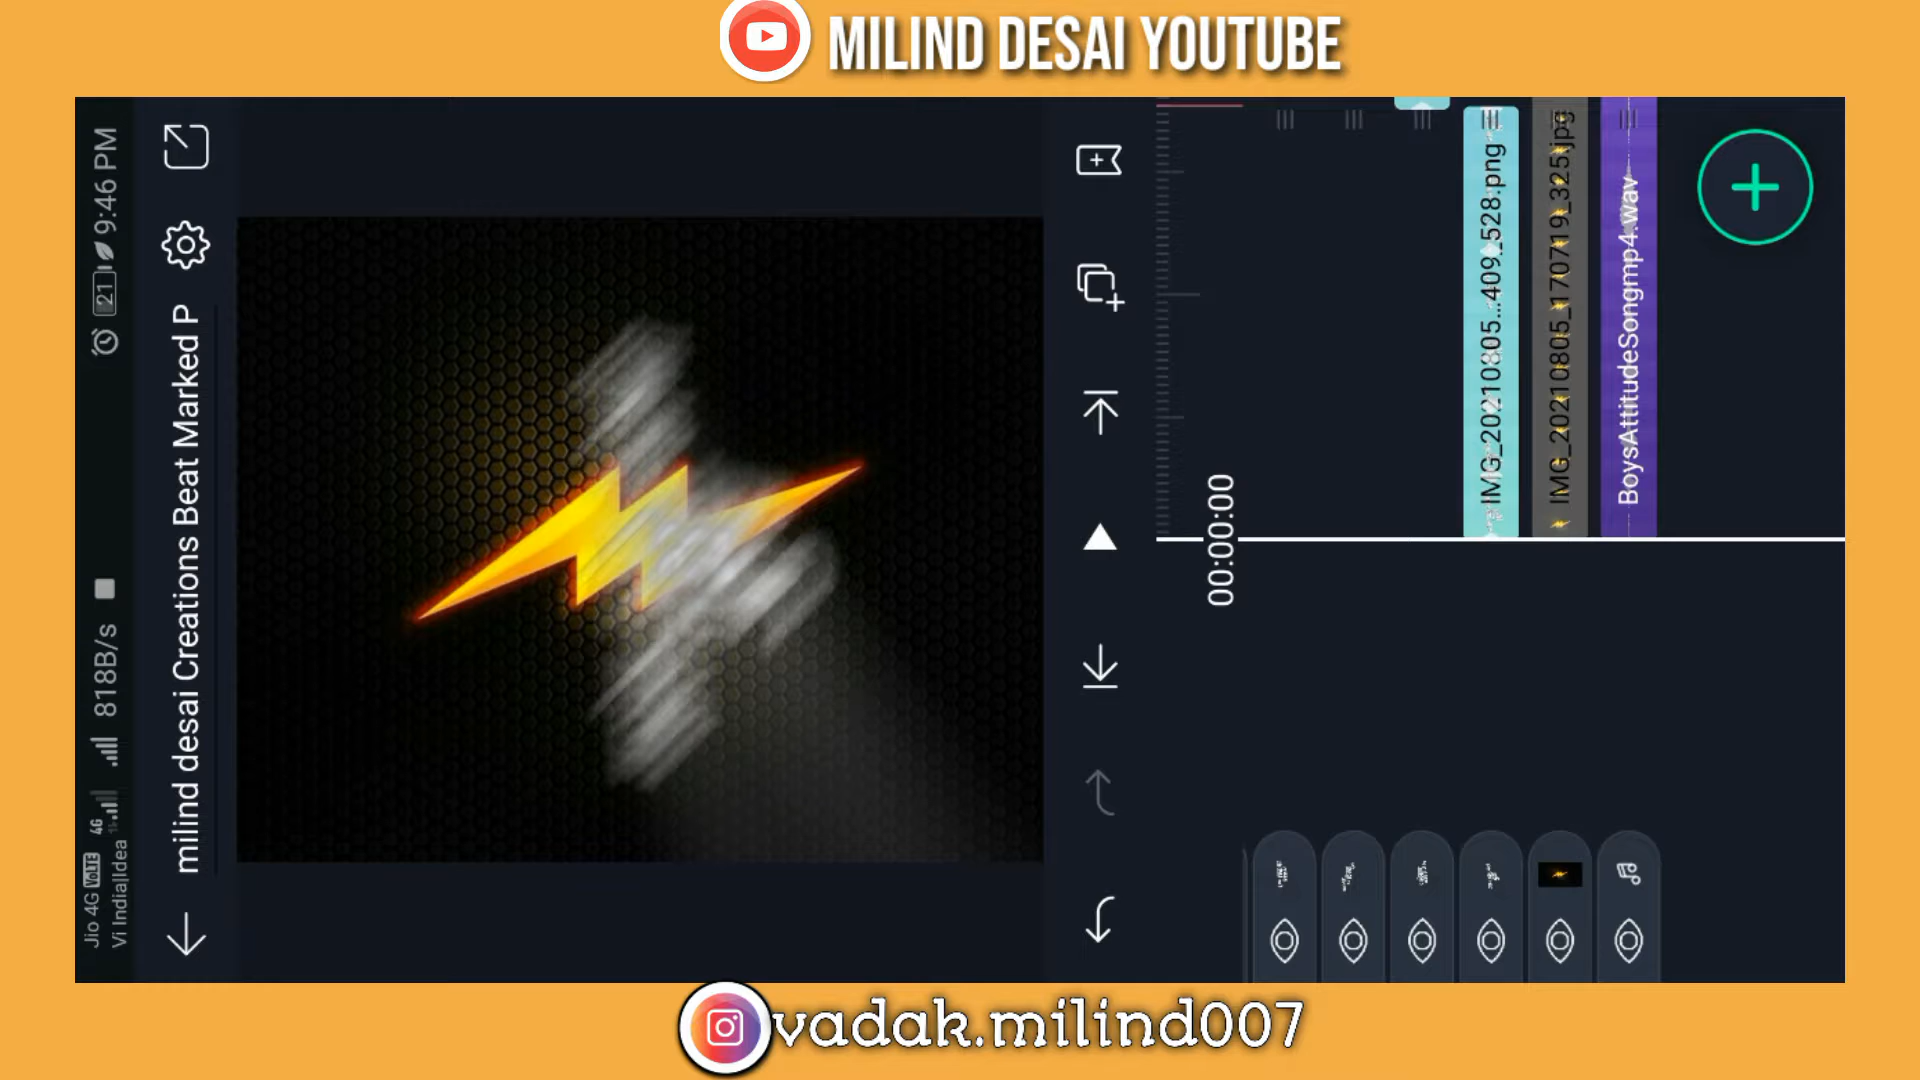 MILIND DESAI YOUTUBE
Jio 4G VoLTE 4G
Vi India|Idea
818B/s
21
9:46 PM
milind desai Creations Beat Marked P
00:00:00
IMG_20210805...409_528.png
IMG_20210805_170719_325.jpg
BoysAttitudeSongmp4.wav
vadak.milind007